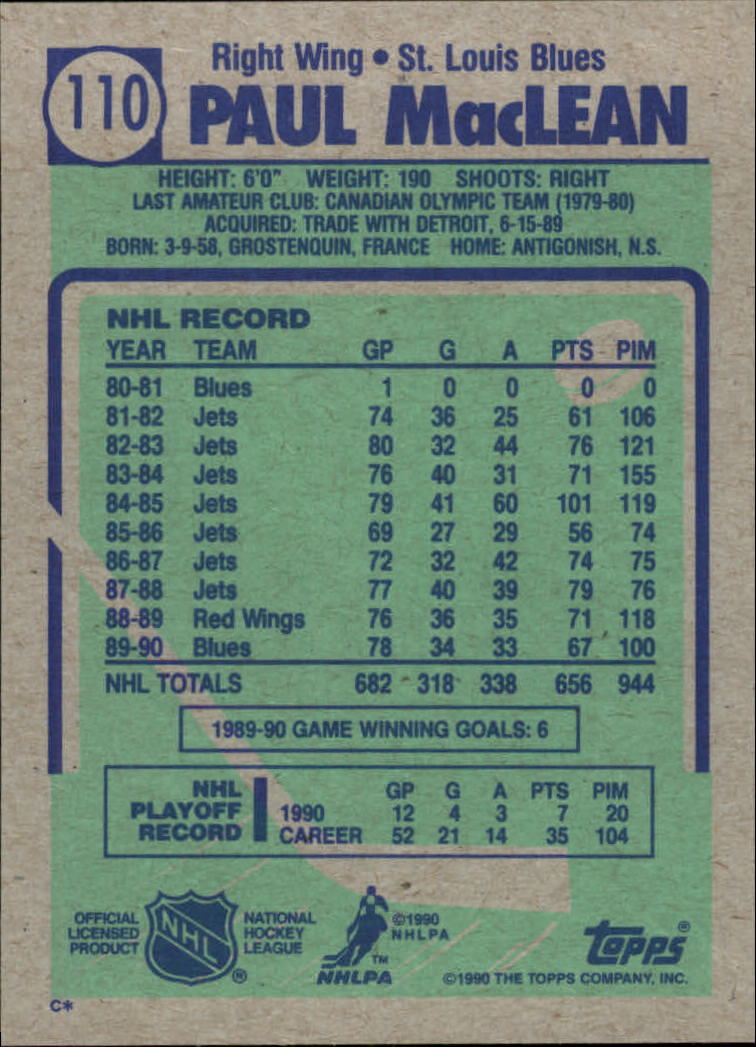 110
Right Wing • St. Louis Blues
PAUL MacLEAN
HEIGHT: 6'0" WEIGHT: 190 SHOOTS: RIGHT
LAST AMATEUR CLUB: CANADIAN OLYMPIC TEAM (1979-80)
ACQUIRED: TRADE WITH DETROIT, 6-15-89
BORN: 3-9-58, GROSTENQUIN, FRANCE HOME: ANTIGONISH, N.S.
NHL RECORD
YEAR TEAM GP G A PTS PIM
80-81 Blues 1 0 0 0 0
81-82 Jets 74 36 25 61 106
82-83 Jets 80 32 44 76 121
83-84 Jets 76 40 31 71 155
84-85 Jets 79 41 60 101 119
85-86 Jets 69 27 29 56 74
86-87 Jets 72 32 42 74 75
87-88 Jets 77 40 39 79 76
88-89 Red Wings 76 36 35 71 118
89-90 Blues 78 34 33 67 100
NHL TOTALS 682 318 338 656 944
1989-90 GAME WINNING GOALS: 6
NHL PLAYOFF RECORD
GP G A PTS PIM
1990 12 4 3 7 20
CAREER 52 21 14 35 104
OFFICIAL
LICENSED
PRODUCT
NHL
®
NATIONAL
HOCKEY
LEAGUE
©1990
NHLPA
TM
NHLPA
topps®
©1990 THE TOPPS COMPANY, INC.
C*